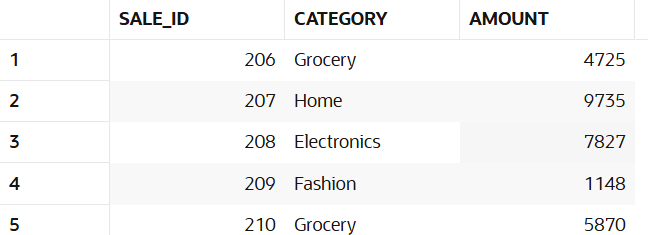 SALE_ID CATEGORY AMOUNT
1 206 Grocery 4725
2 207 Home 9735
3 208 Electronics 7827
4 209 Fashion 1148
5 210 Grocery 5870